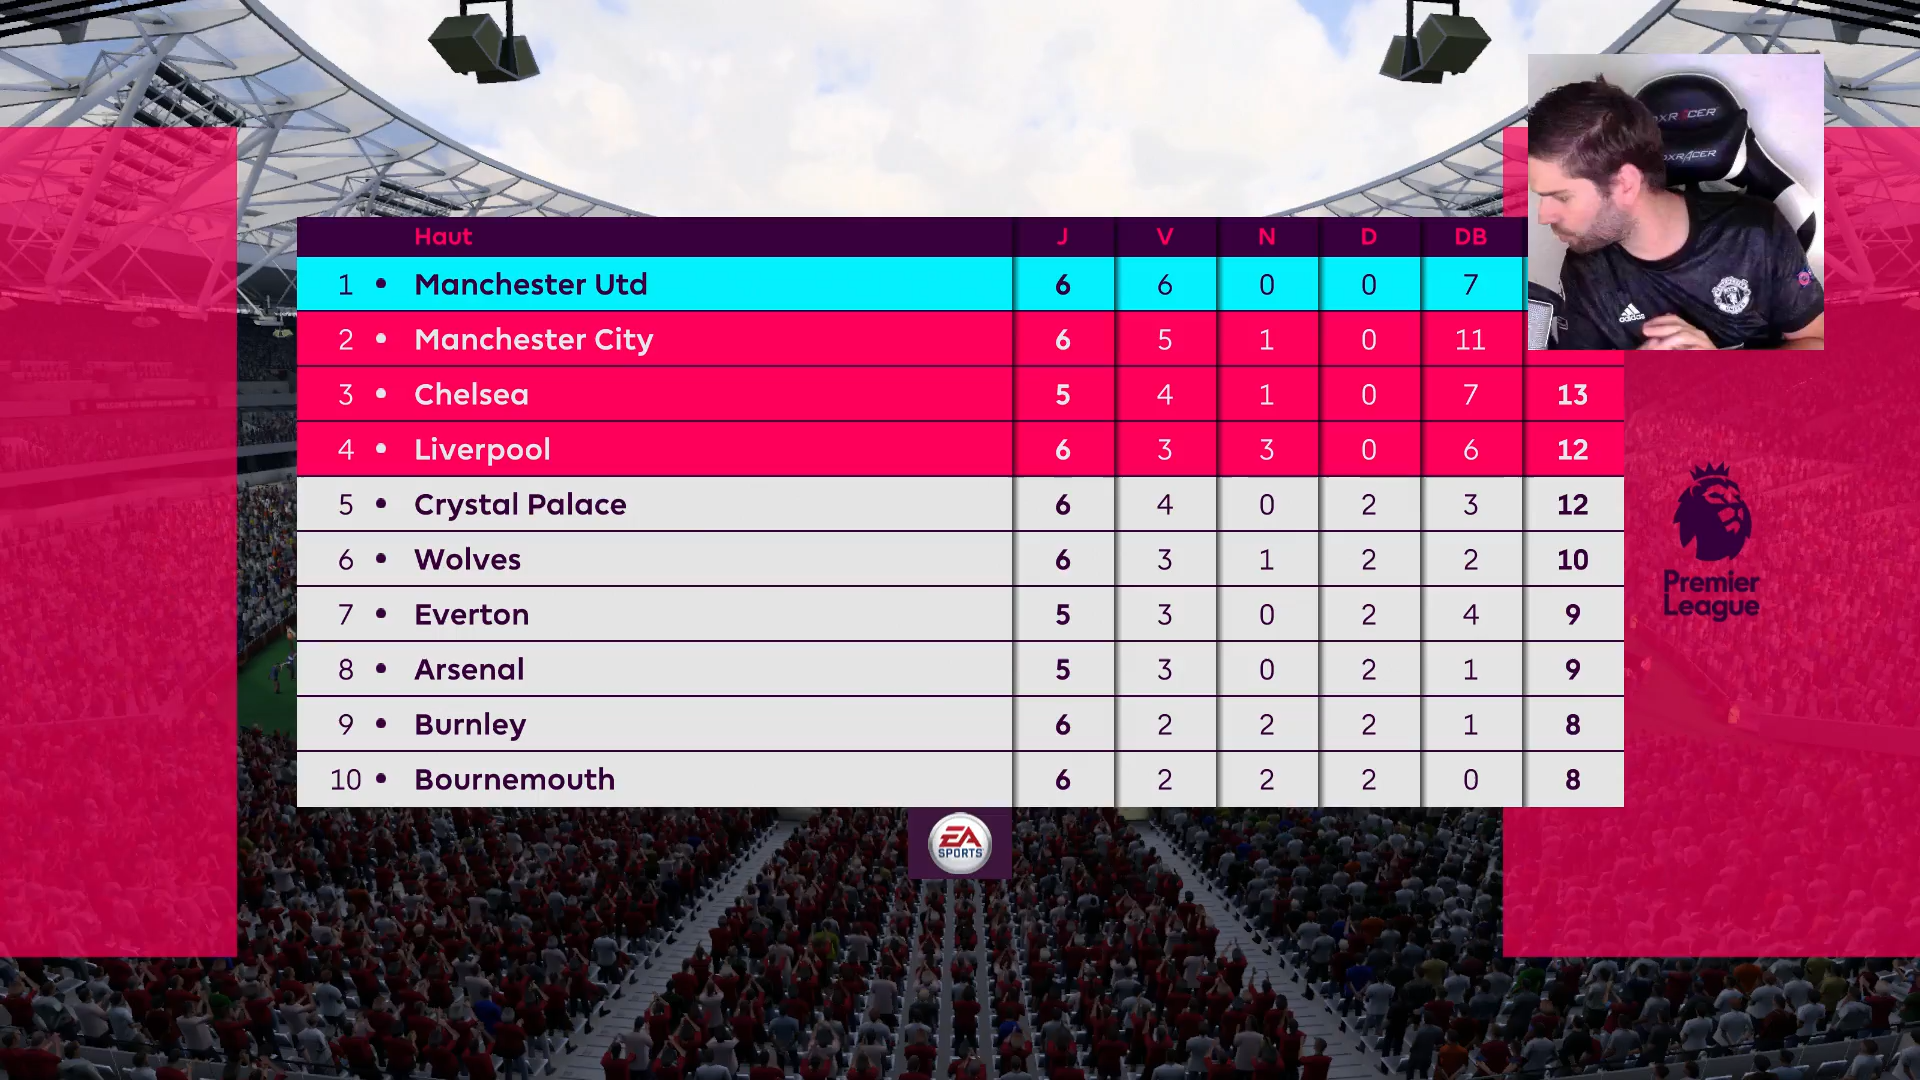 Haut J V N D DB
1 • Manchester Utd 6 6 0 0 7
2 • Manchester City 6 5 1 0 11
3 • Chelsea 5 4 1 0 7 13
4 • Liverpool 6 3 3 0 6 12
5 • Crystal Palace 6 4 0 2 3 12
6 • Wolves 6 3 1 2 2 10
7 • Everton 5 3 0 2 4 9
8 • Arsenal 5 3 0 2 1 9
9 • Burnley 6 2 2 2 1 8
10 • Bournemouth 6 2 2 2 0 8
EA
SPORTS
Premier
League
DXRACER
adidas